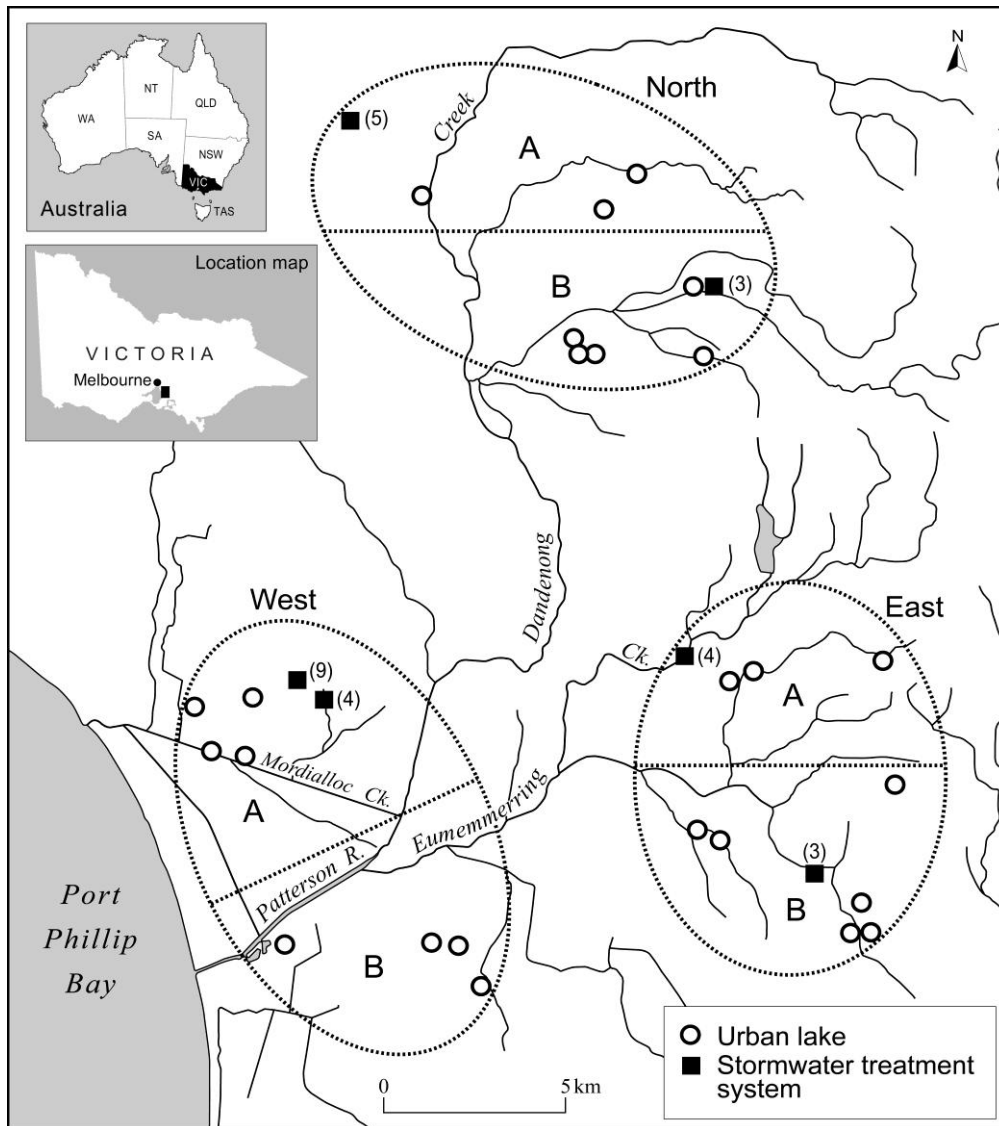 WA
NT
QLD
SA
NSW
VIC
TAS
Australia
Location map
VICTORIA
Melbourne
N
North
Creek
(5)
A
B
(3)
Dandenong
West
(9)
(4)
Mordialloc Ck.
A
Patterson R.
Eumemmerring
Ck.
B
East
(4)
A
(3)
B
Port
Phillip
Bay
0 5 km
Urban lake
Stormwater treatment
system